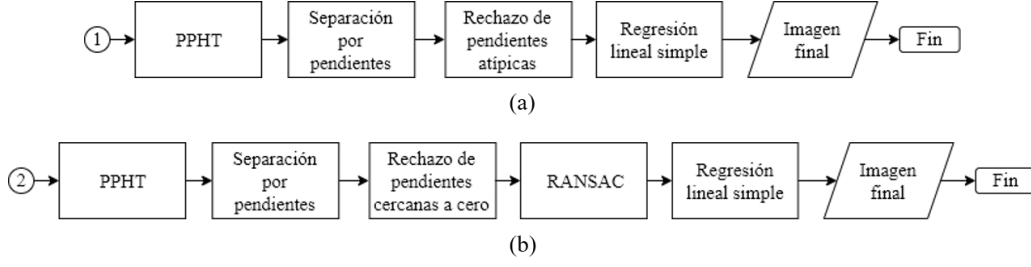 1
PPHT
Separación
por
pendientes
Rechazo de
pendientes
atípicas
Regresión
lineal simple
Imagen
final
Fin
(a)
2
PPHT
Separación
por
pendientes
Rechazo de
pendientes
cercanas a cero
RANSAC
Regresión
lineal simple
Imagen
final
Fin
(b)